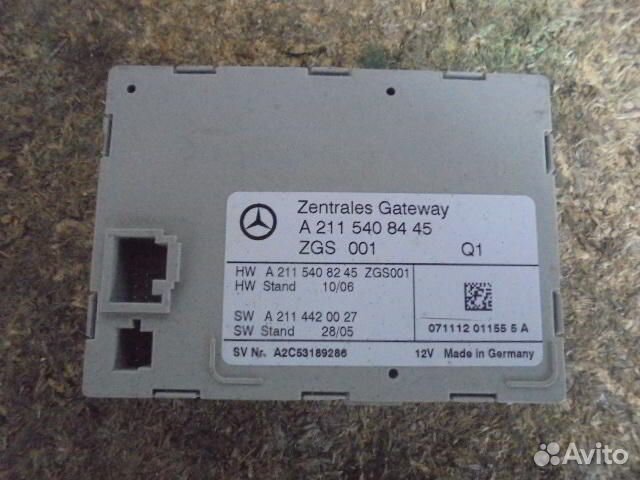 Zentrales Gateway
A 211 540 84 45
ZGS 001 Q1
HW A 211 540 82 45 ZGS001
HW Stand 10/06
SW A 211 442 00 27
SW Stand 28/05
071112 01155 5 A
SV Nr. A2C53189286 12V Made in Germany
Avito